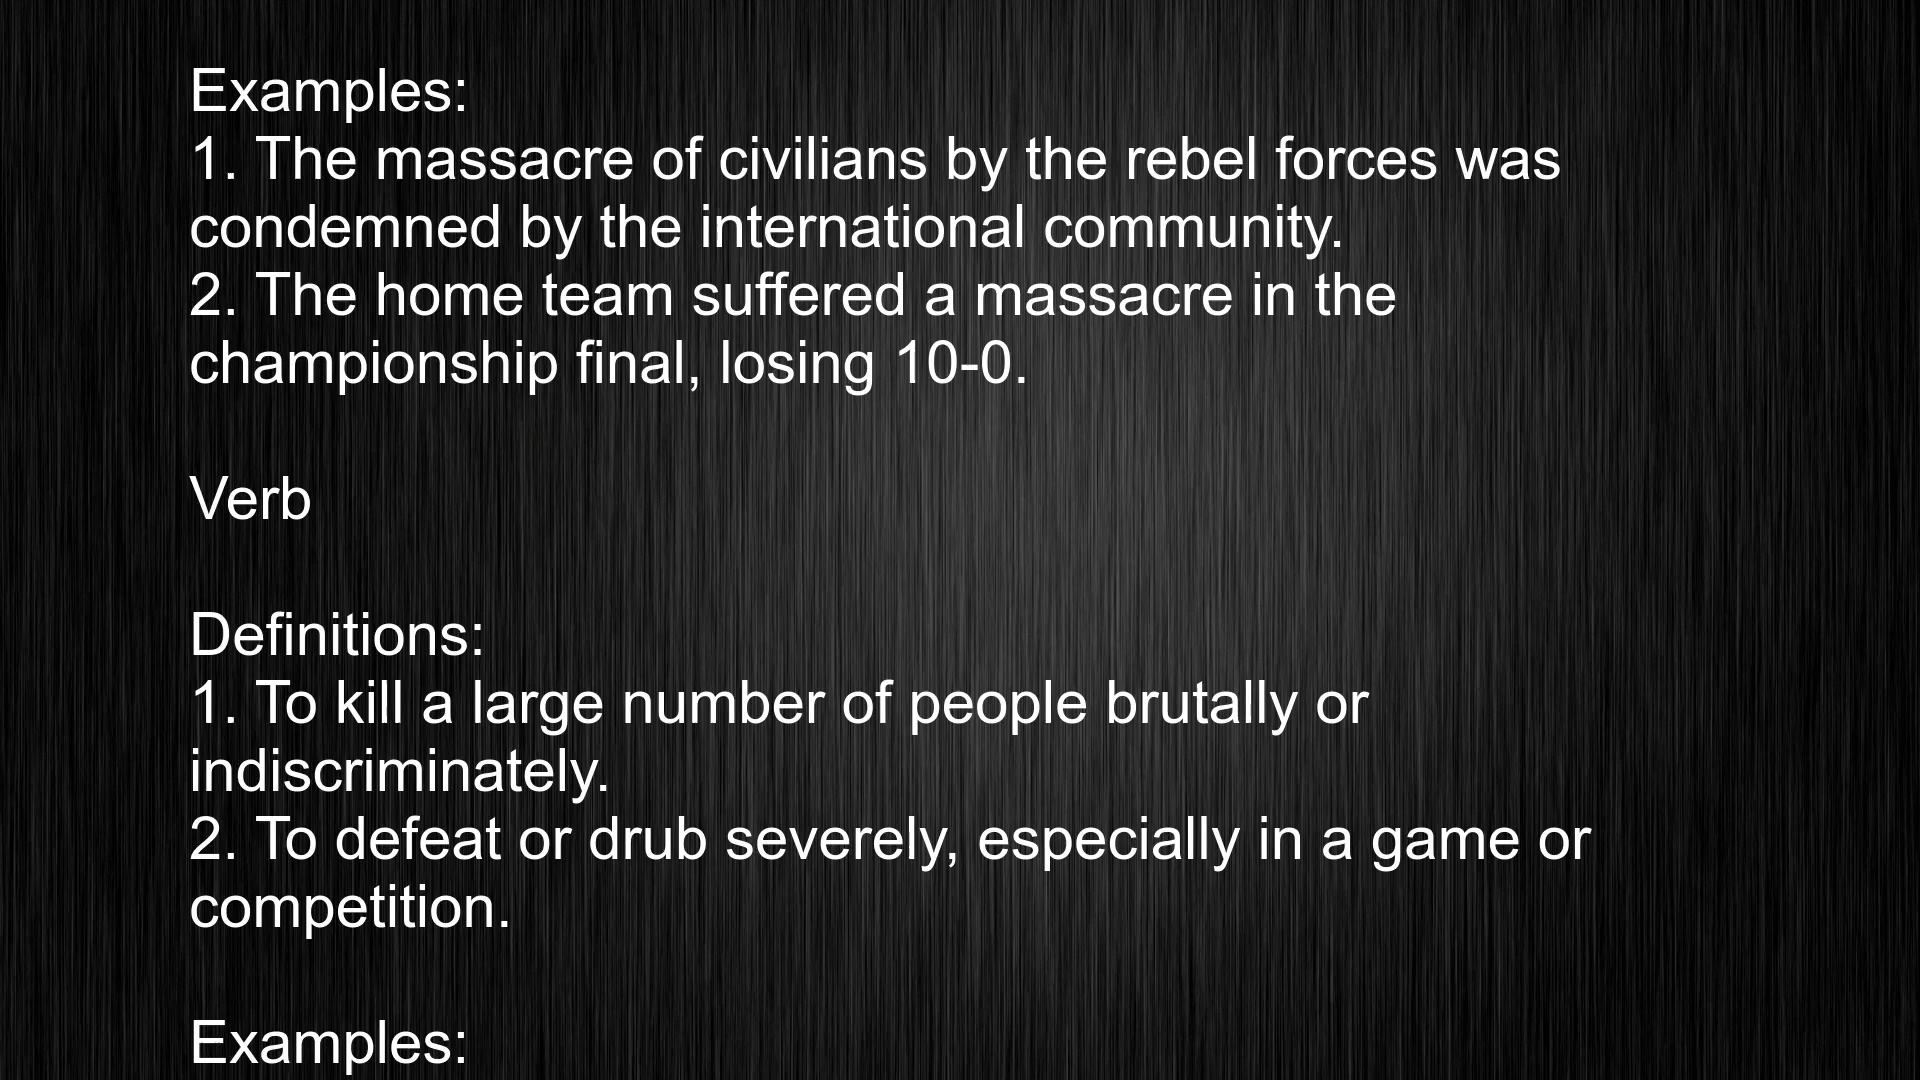 Examples:
1. The massacre of civilians by the rebel forces was
condemned by the international community.
2. The home team suffered a massacre in the
championship final, losing 10-0.
Verb
Definitions:
1. To kill a large number of people brutally or
indiscriminately.
2. To defeat or drub severely, especially in a game or
competition.
Examples: